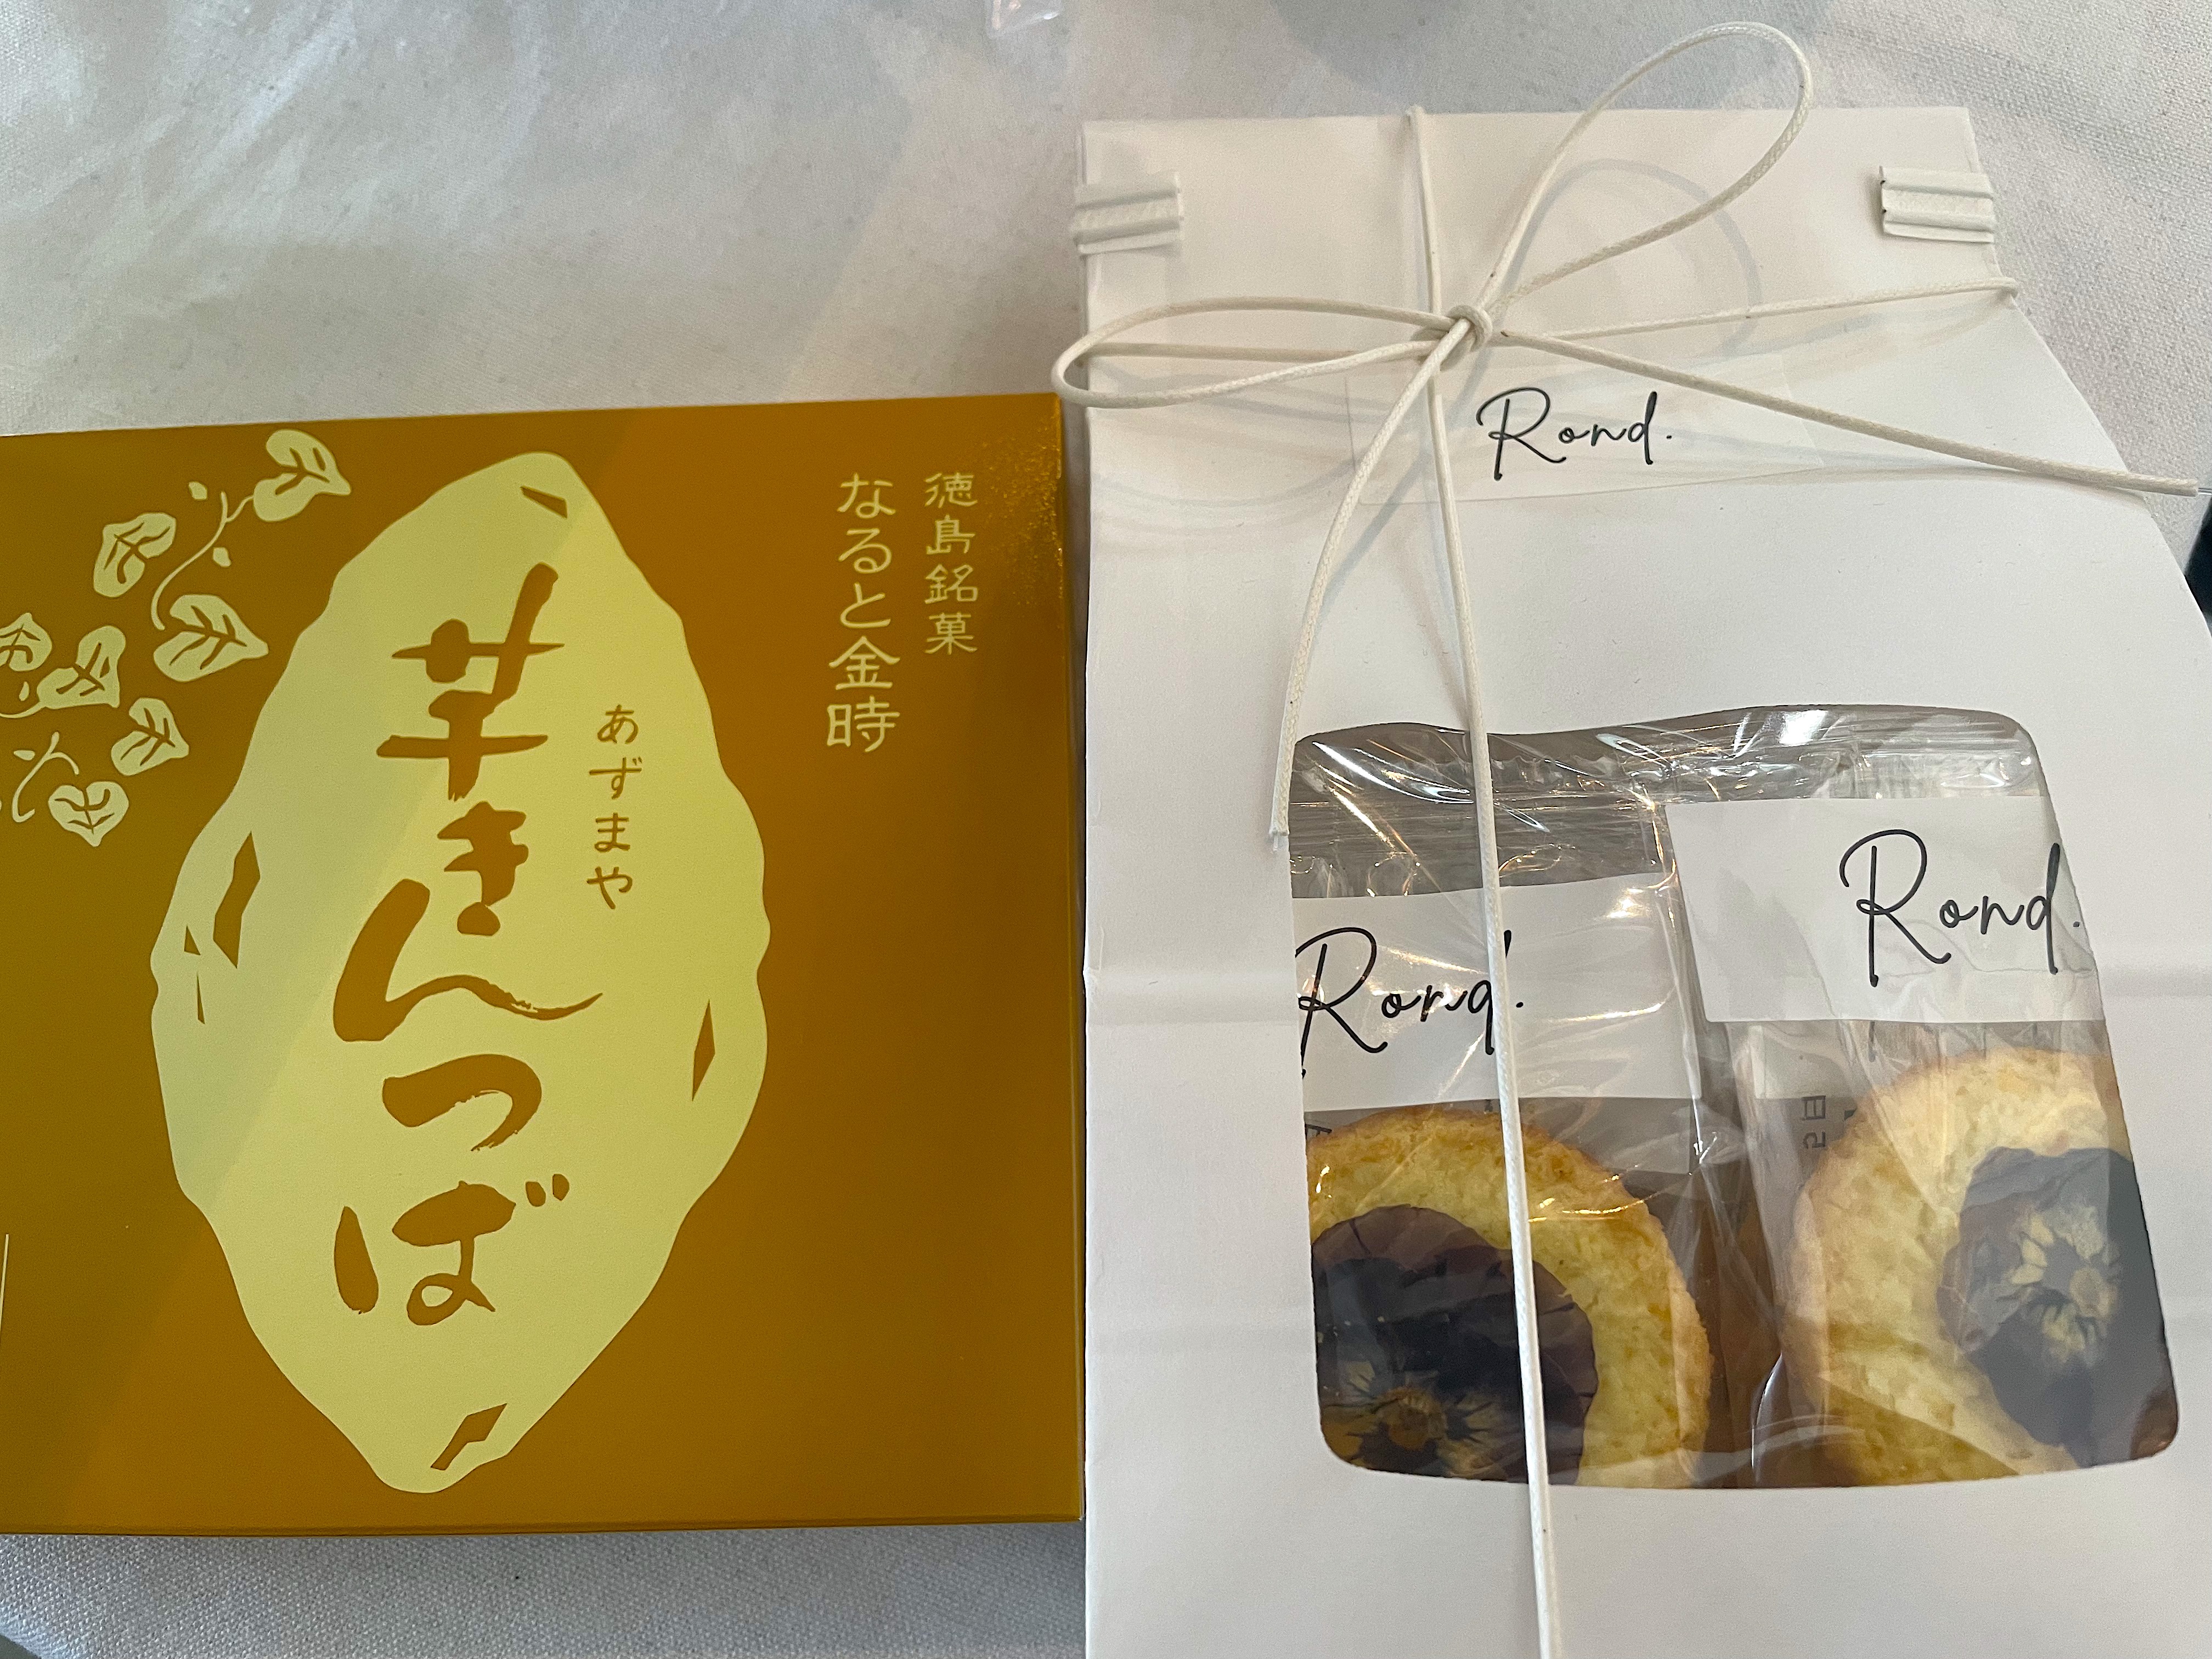 徳島銘菓
なると金時
あずまや
芋きんつば
Rond.
Rond.
Rond.